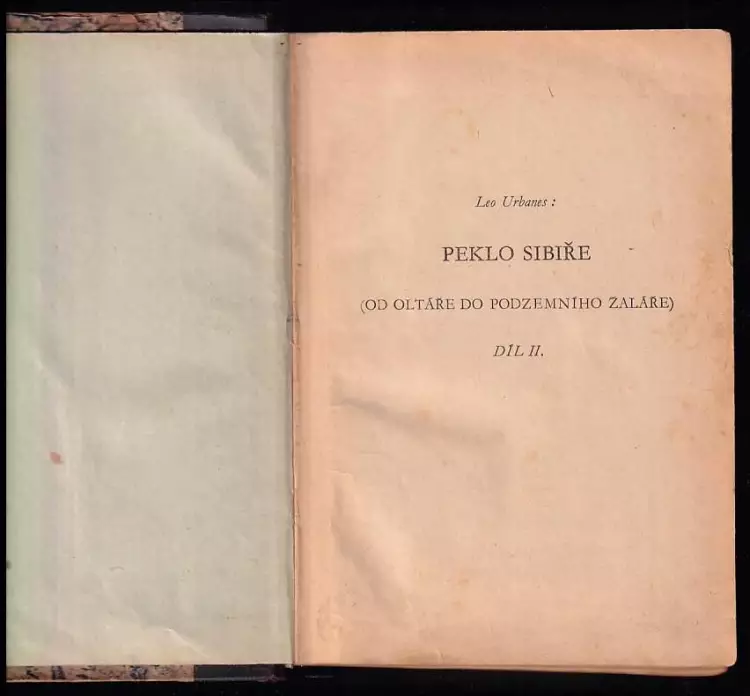 Leo Urbanes :
PEKLO SIBIŘE
(OD OLTÁŘE DO PODZEMNÍHO ŽALÁŘE)
DÍL II.